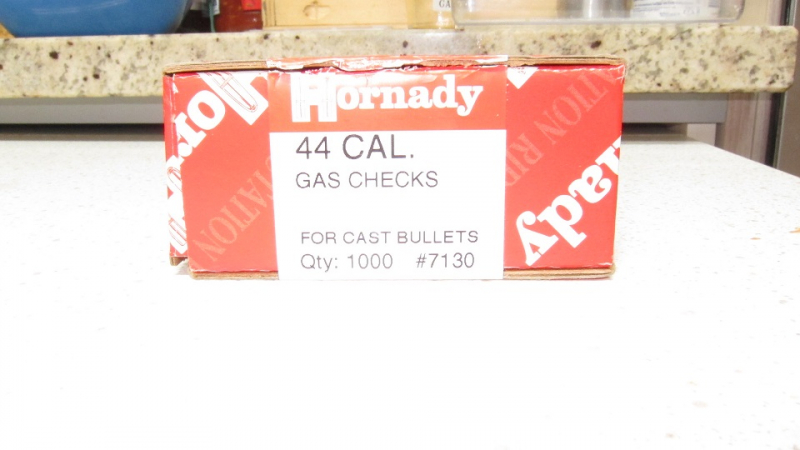 Hornady
44 CAL.
GAS CHECKS
FOR CAST BULLETS
Qty: 1000 #7130